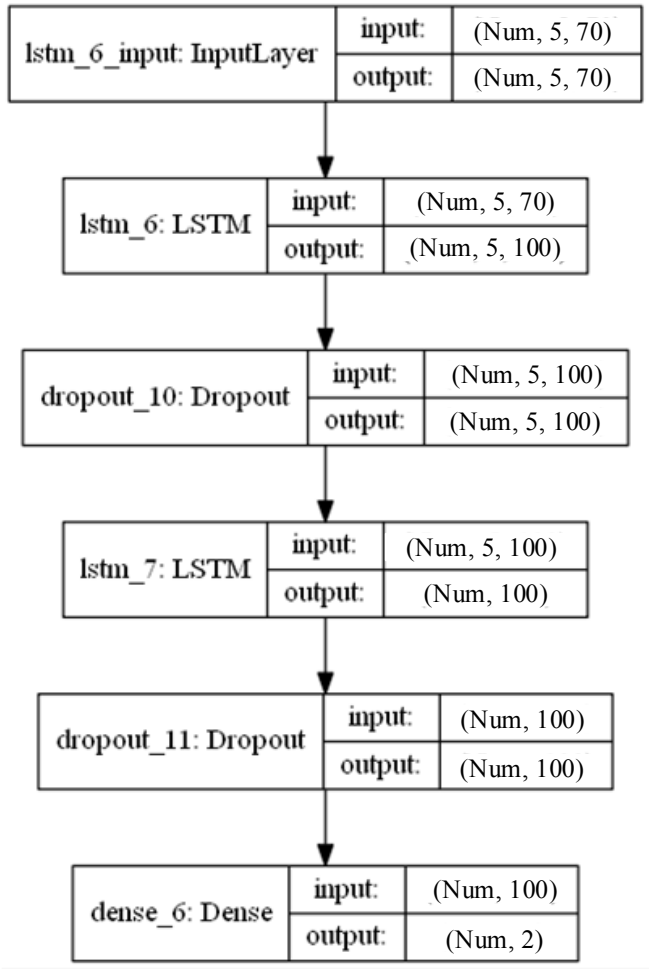 lstm_6_input: InputLayer
input: (Num, 5, 70)
output: (Num, 5, 70)
lstm_6: LSTM
input: (Num, 5, 70)
output: (Num, 5, 100)
dropout_10: Dropout
input: (Num, 5, 100)
output: (Num, 5, 100)
lstm_7: LSTM
input: (Num, 5, 100)
output: (Num, 100)
dropout_11: Dropout
input: (Num, 100)
output: (Num, 100)
dense_6: Dense
input: (Num, 100)
output: (Num, 2)